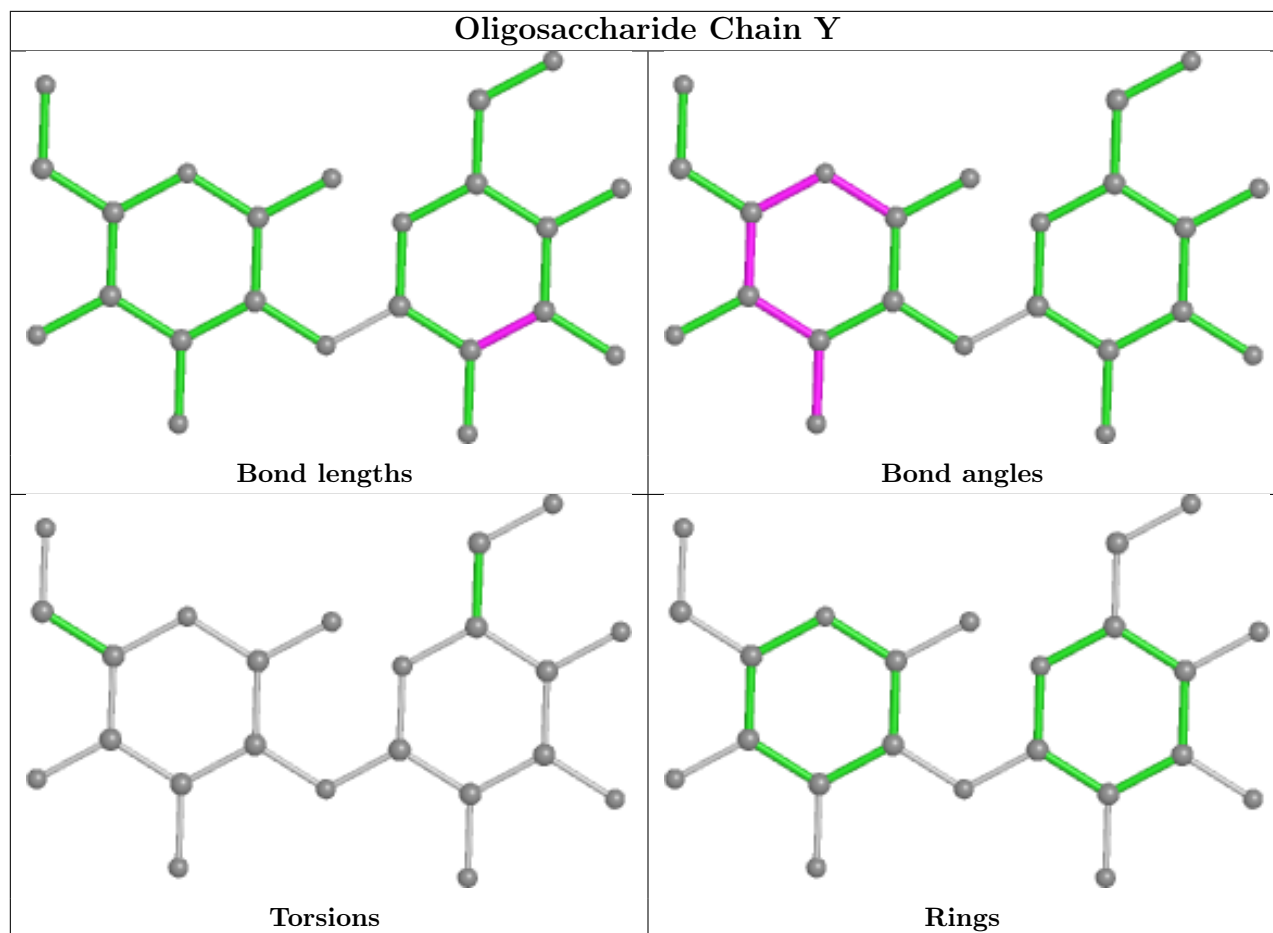 Oligosaccharide Chain Y
Bond lengths
Bond angles
Torsions
Rings